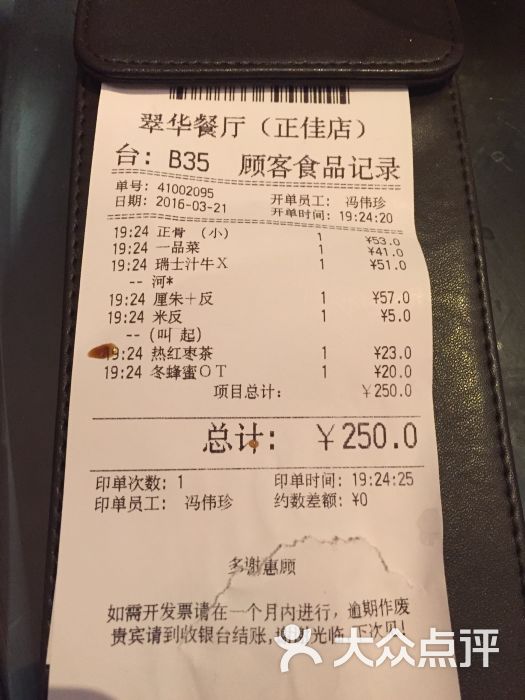 翠华餐厅（正佳店）
台: B35 顾客食品记录
单号: 41002095 开单员工: 冯伟珍
日期: 2016-03-21 开单时间: 19:24:20
19:24 正骨 (小) 1 ¥53.0
19:24 一品菜 1 ¥41.0
19:24 瑞士汁牛X 1 ¥51.0
-- 河*
19:24 厘朱＋反 1 ¥57.0
19:24 米反 1 ¥5.0
--(叫 起)
19:24 热红枣茶 1 ¥23.0
19:24 冬蜂蜜OT 1 ¥20.0
项目总计: ¥250.0
总计: ¥250.0
印单次数: 1 印单时间: 19:24:25
印单员工: 冯伟珍 约数差额: ¥0
多谢惠顾
如需开发票请在一个月内进行, 逾期作废
贵宾请到收银台结账, 光临 下次见!
大众点评